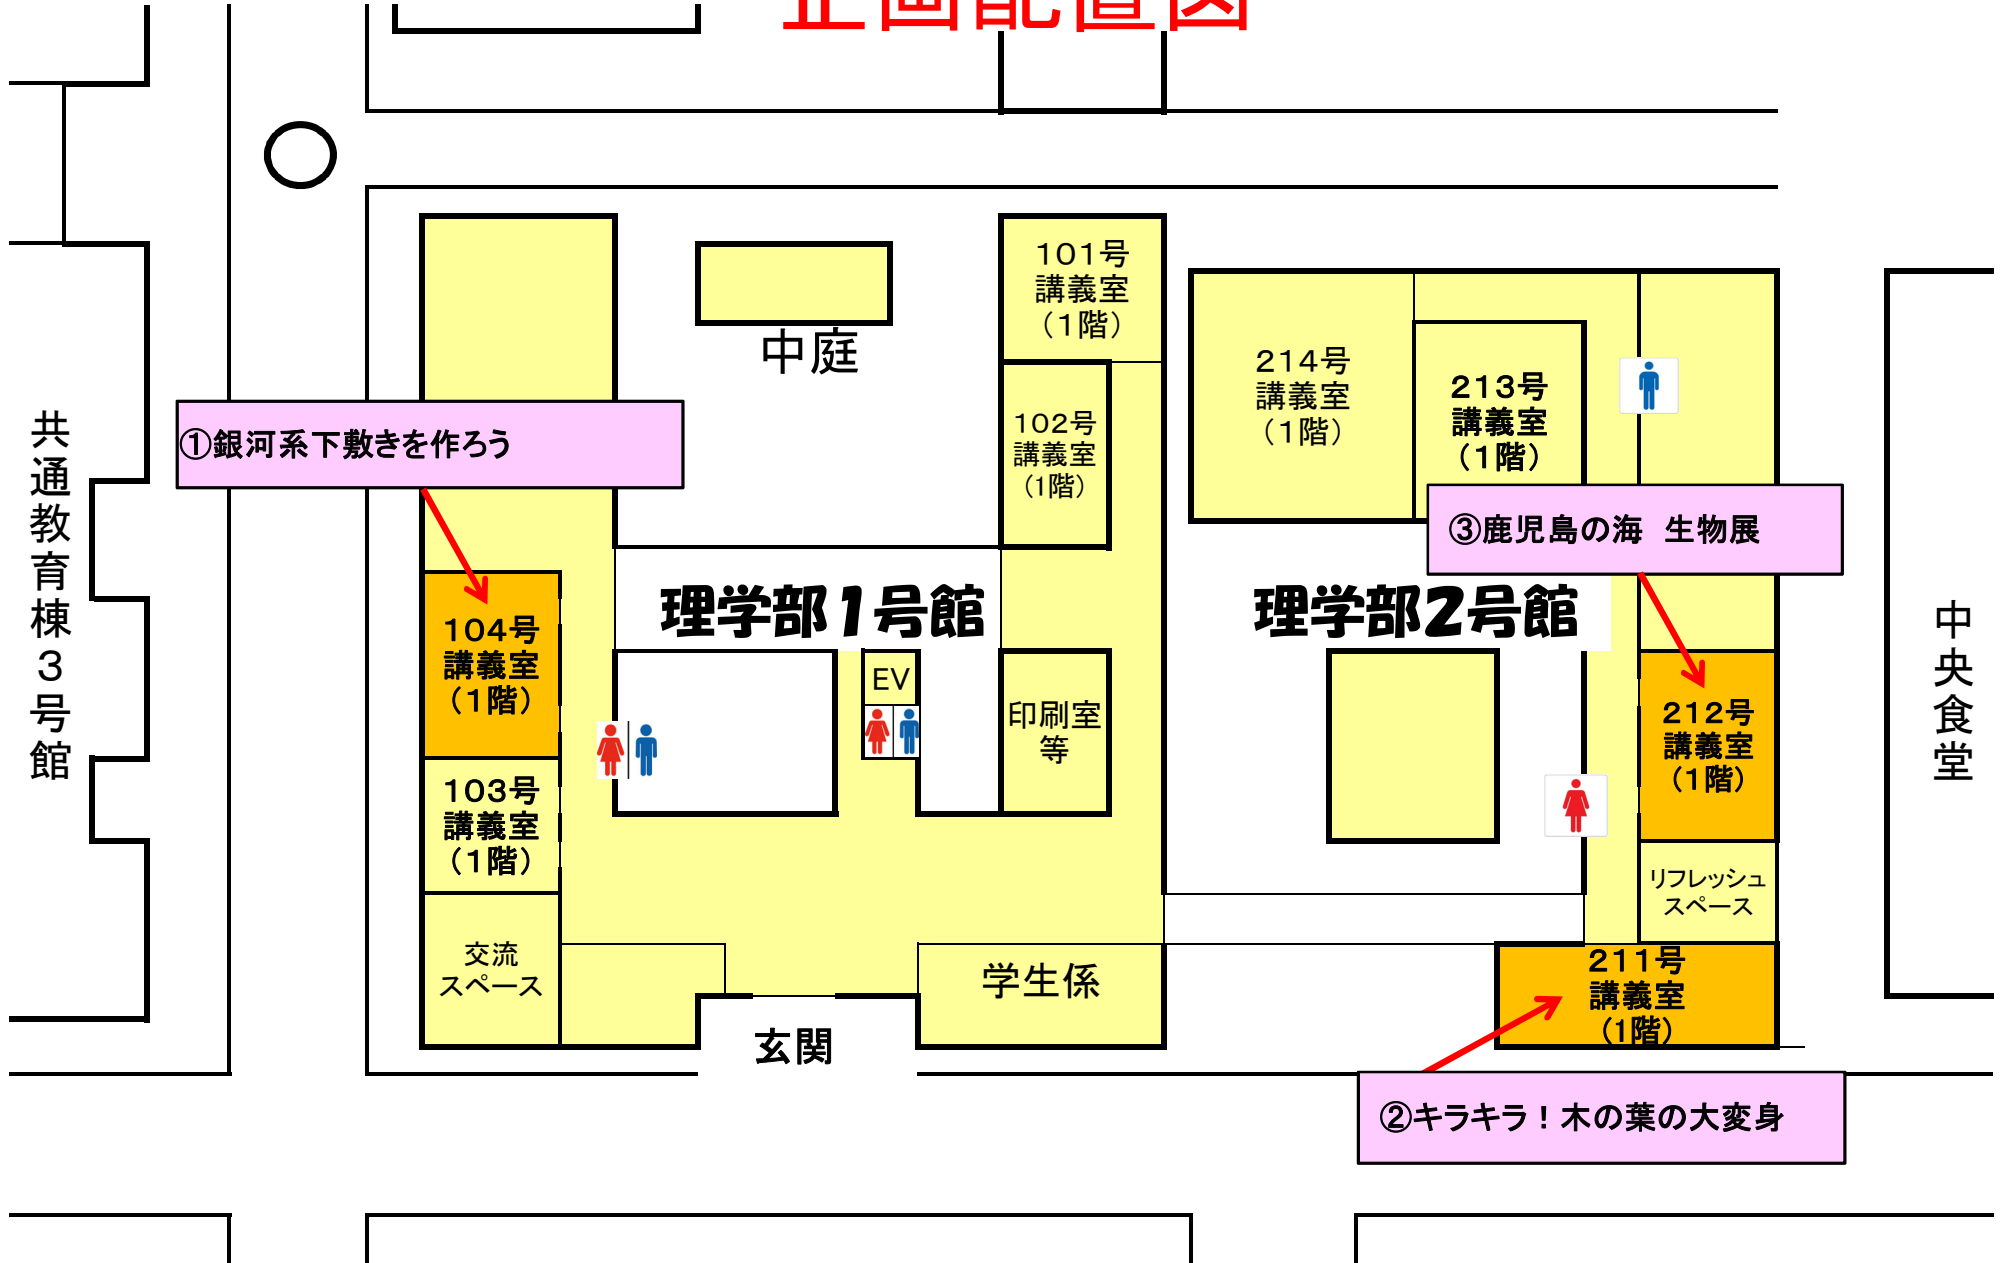 企画配置図
101号
講義室
（1階）
中庭
214号
講義室
（1階）
213号
講義室
（1階）
102号
講義室
（1階）
①銀河系下敷きを作ろう
共通教育棟3号館
③鹿児島の海　生物展
理学部1号館
理学部2号館
中央食堂
104号
講義室
（1階）
EV
印刷室
等
212号
講義室
（1階）
103号
講義室
（1階）
リフレッシュ
スペース
交流
スペース
学生係
211号
講義室
（1階）
玄関
②キラキラ！木の葉の大変身